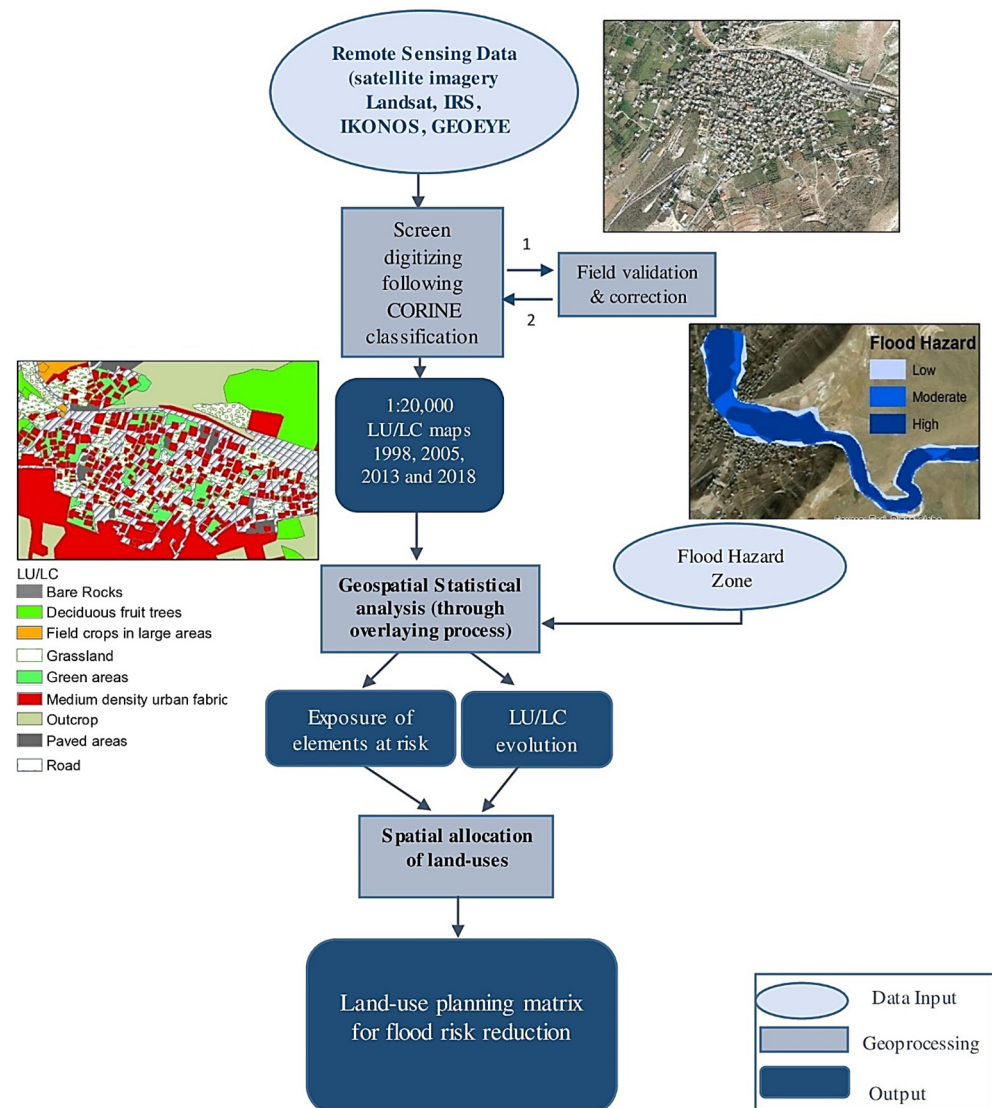 Remote Sensing Data
(satellite imagery
Landsat, IRS,
IKONOS, GEOEYE
Screen
digitizing
following
CORINE
classification
1
2
Field validation
& correction
Flood Hazard
Low
Moderate
High
1:20,000
LU/LC maps
1998, 2005,
2013 and 2018
Flood Hazard
Zone
Geospatial Statistical
analysis (through
overlaying process)
LU/LC
Bare Rocks
Deciduous fruit trees
Field crops in large areas
Grassland
Green areas
Medium density urban fabric
Outcrop
Paved areas
Road
Exposure of
elements at risk
LU/LC
evolution
Spatial allocation
of land-uses
Land-use planning matrix
for flood risk reduction
Data Input
Geoprocessing
Output